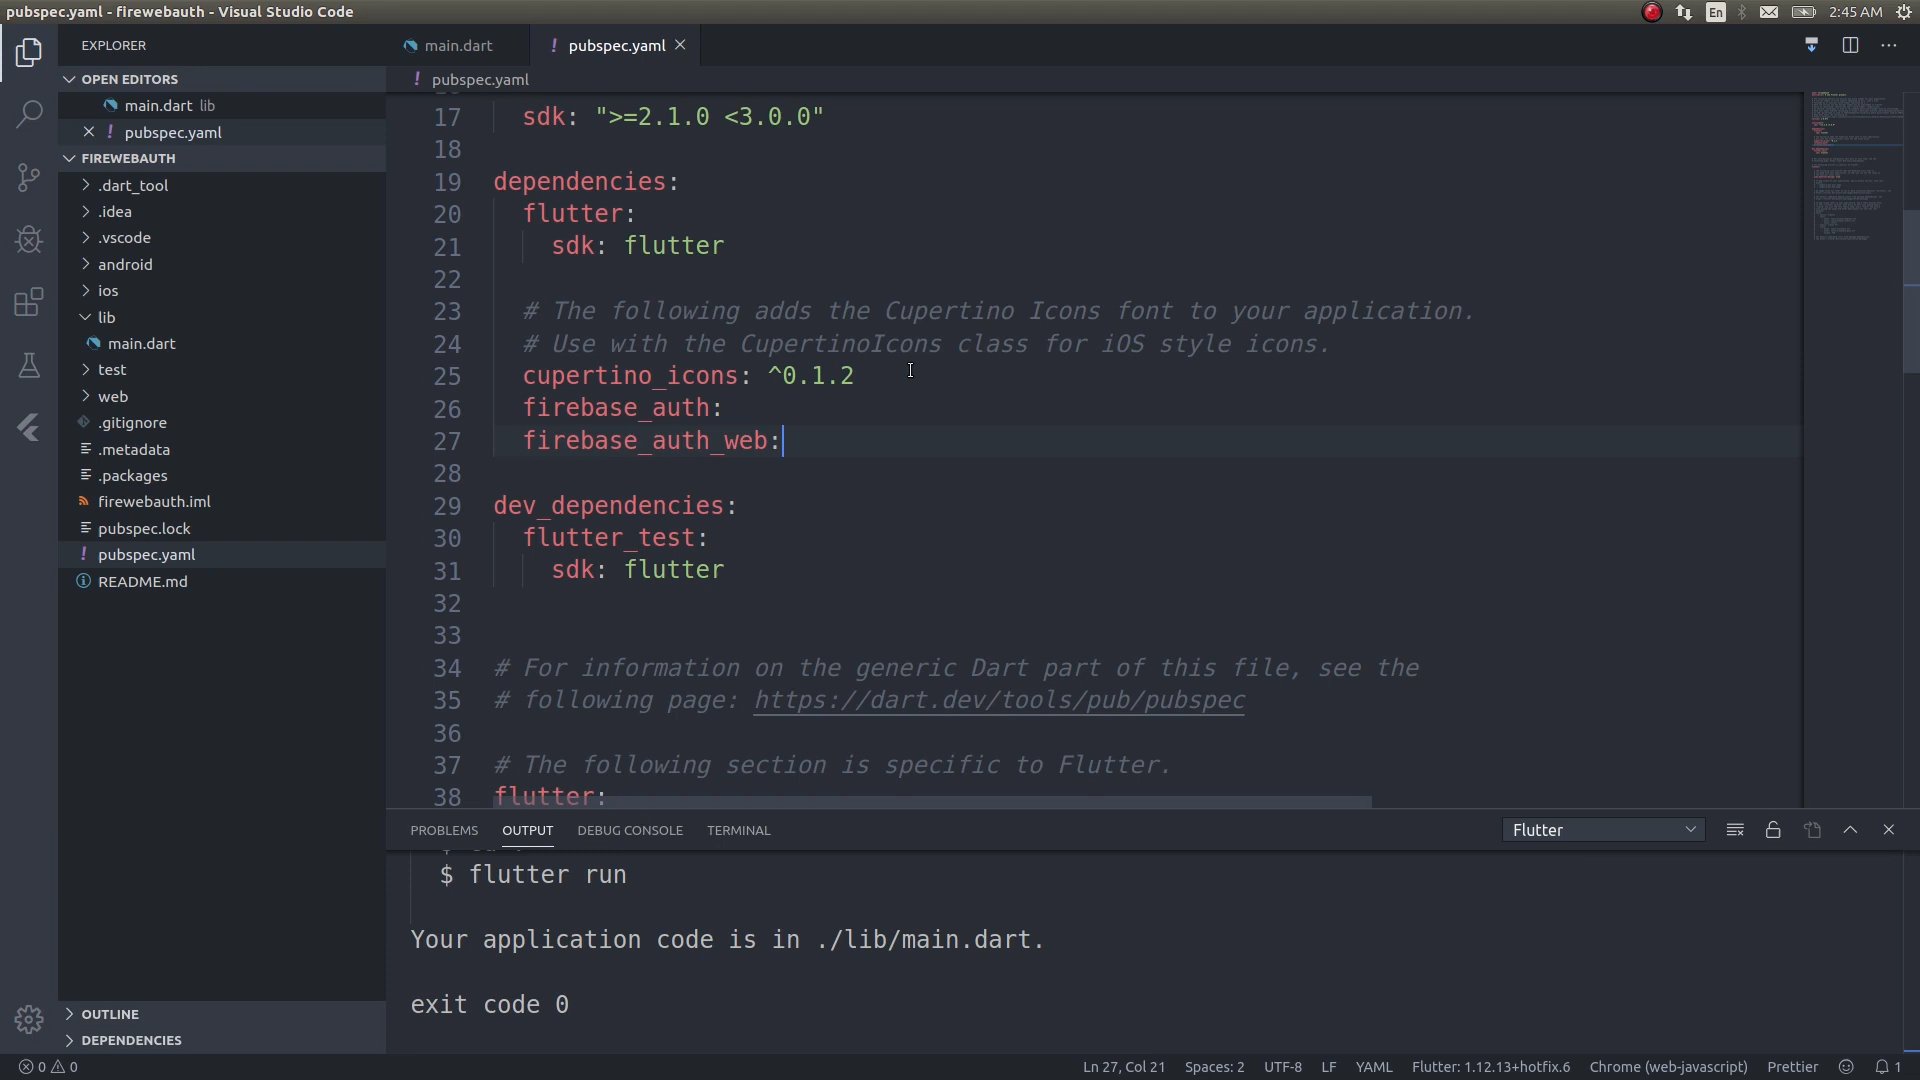 pubspec.yaml - firewebauth - Visual Studio Code
En
2:45 AM
EXPLORER
OPEN EDITORS
main.dart lib
pubspec.yaml
FIREWEBAUTH
.dart_tool
.idea
.vscode
android
ios
lib
main.dart
test
web
.gitignore
.metadata
.packages
firewebauth.iml
pubspec.lock
pubspec.yaml
README.md
OUTLINE
DEPENDENCIES
main.dart
! pubspec.yaml
! pubspec.yaml
17 sdk: ">=2.1.0 <3.0.0"
18
19 dependencies:
20 flutter:
21 sdk: flutter
22
23 # The following adds the Cupertino Icons font to your application.
24 # Use with the CupertinoIcons class for iOS style icons.
25 cupertino_icons: ^0.1.2
26 firebase_auth:
27 firebase_auth_web:
28
29 dev_dependencies:
30 flutter_test:
31 sdk: flutter
32
33
34 # For information on the generic Dart part of this file, see the
35 # following page: https://dart.dev/tools/pub/pubspec
36
37 # The following section is specific to Flutter.
38 flutter:
PROBLEMS OUTPUT DEBUG CONSOLE TERMINAL
Flutter
$ flutter run
Your application code is in ./lib/main.dart.
exit code 0
0 0
Ln 27, Col 21 Spaces: 2 UTF-8 LF YAML Flutter: 1.12.13+hotfix.6 Chrome (web-javascript) Prettier 1